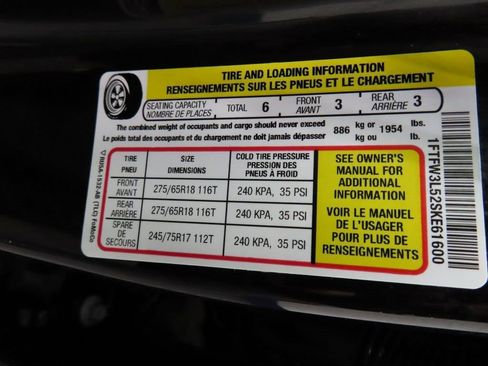 TIRE AND LOADING INFORMATION
RENSEIGNEMENTS SUR LES PNEUS ET LE CHARGEMENT
SEATING CAPACITY TOTAL 6 FRONT 3 REAR 3
NOMBRE DE PLACES AVANT ARRIÈRE
The combined weight of occupants and cargo should never exceed 886 kg or 1954 lbs.
Le poids total des occupants et du chargement ne doit jamais dépasser kg ou lb.
TIRE SIZE COLD TIRE PRESSURE
PNEU DIMENSIONS PRESSION DES PNEUS À FROID
FRONT AVANT 275/65R18 116T 240 KPA, 35 PSI
REAR ARRIÈRE 275/65R18 116T 240 KPA, 35 PSI
SPARE DE SECOURS 245/75R17 112T 240 KPA, 35 PSI
SEE OWNER'S
MANUAL FOR
ADDITIONAL
INFORMATION
VOIR LE MANUEL
DE L'USAGER
POUR PLUS DE
RENSEIGNEMENTS
1FTFW3L52SKE61600